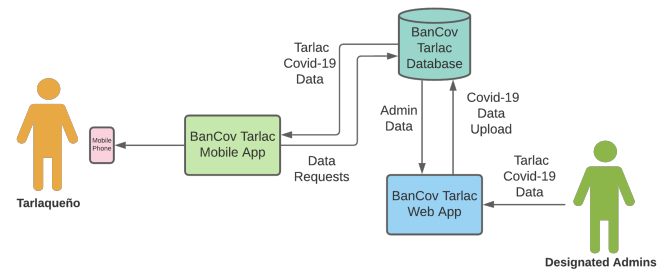 BanCov
Tarlac
Database
Tarlac
Covid-19
Data
Admin
Data
Covid-19
Data
Upload
Mobile
Phone
BanCov Tarlac
Mobile App
Data
Requests
Tarlac
Covid-19
Data
BanCov Tarlac
Web App
Tarlaqueño
Designated Admins